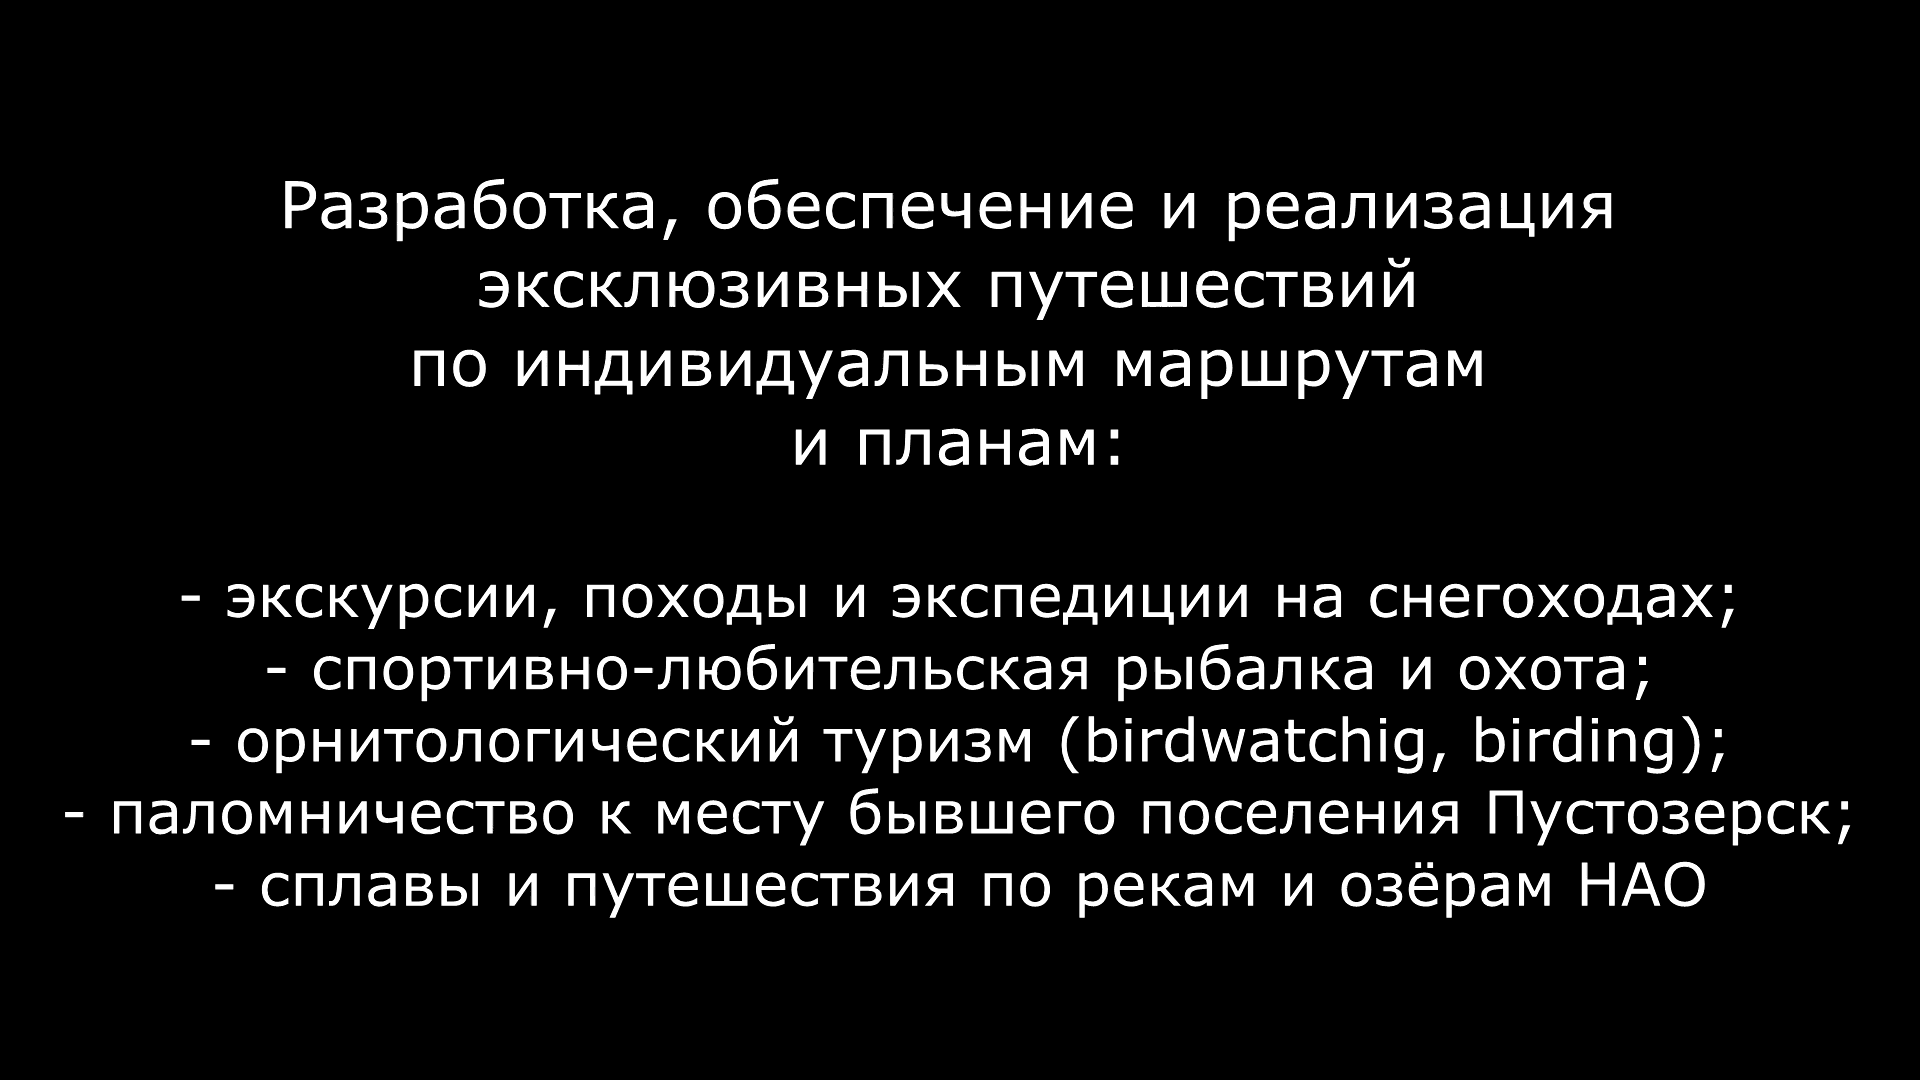 Разработка, обеспечение и реализация
эксклюзивных путешествий
по индивидуальным маршрутам
и планам:
- экскурсии, походы и экспедиции на снегоходах;
- спортивно-любительская рыбалка и охота;
- орнитологический туризм (birdwatchig, birding);
- паломничество к месту бывшего поселения Пустозерск;
- сплавы и путешествия по рекам и озёрам НАО